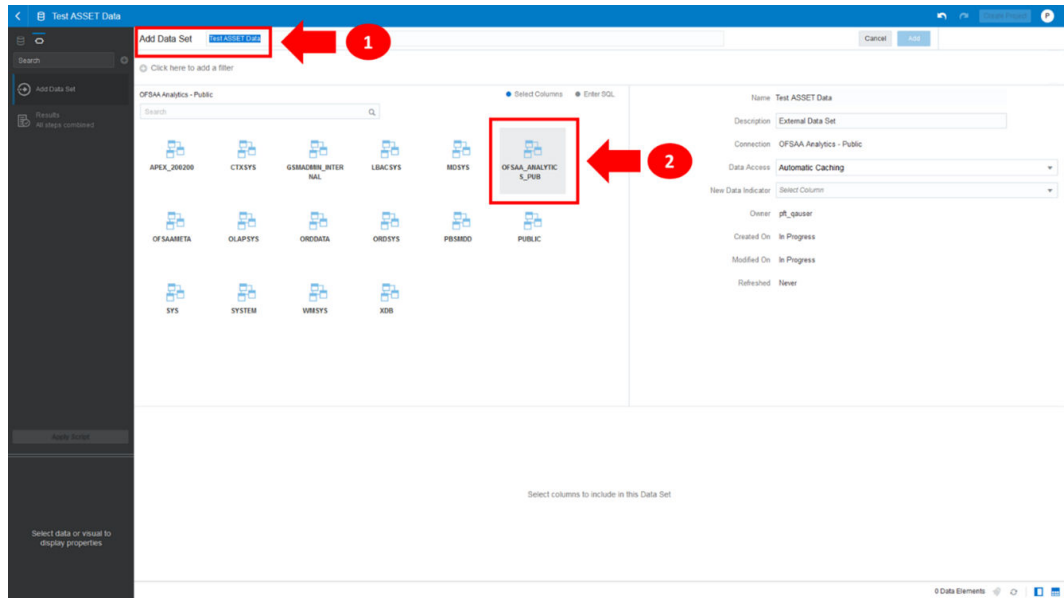 Test ASSET Data
Create Project
P
Search
Add Data Set
Results
All steps combined
Apply Script
Select data or visual to
display properties
Add Data Set
Test ASSET Data
1
Cancel
Add
Click here to add a filter
OFSAA Analytics - Public
Select Columns
Enter SQL
Search
APEX_200200
CTXSYS
GSMADMIN_INTER
NAL
LBACSYS
MDSYS
OFSAA_ANALYTIC
S_PUB
2
OFSAAMETA
OLAPSYS
ORDDATA
ORDSYS
PBSMDD
PUBLIC
SYS
SYSTEM
WMSYS
XDB
Name Test ASSET Data
Description External Data Set
Connection OFSAA Analytics - Public
Data Access Automatic Caching
New Data Indicator Select Column
Owner pft_qauser
Created On In Progress
Modified On In Progress
Refreshed Never
Select columns to include in this Data Set
0 Data Elements